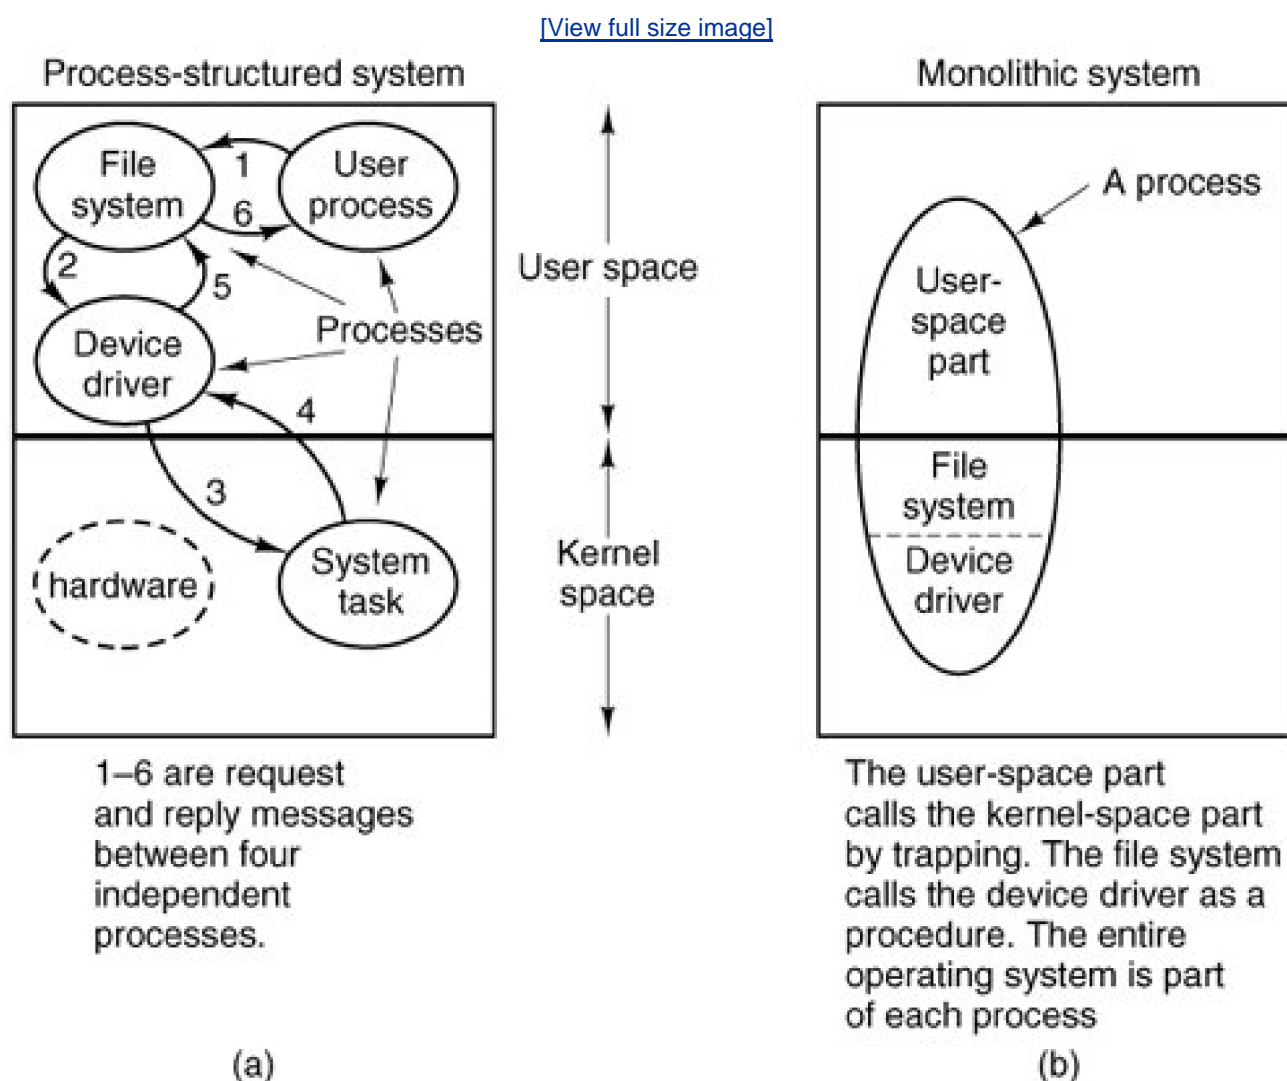 [View full size image]
Process-structured system
File
system
1
6
User
process
2
5
Device
driver
Processes
4
3
hardware
System
task
User space
Kernel
space
1–6 are request
and reply messages
between four
independent
processes.
(a)
Monolithic system
A process
User-
space
part
File
system
Device
driver
The user-space part
calls the kernel-space part
by trapping. The file system
calls the device driver as a
procedure. The entire
operating system is part
of each process
(b)